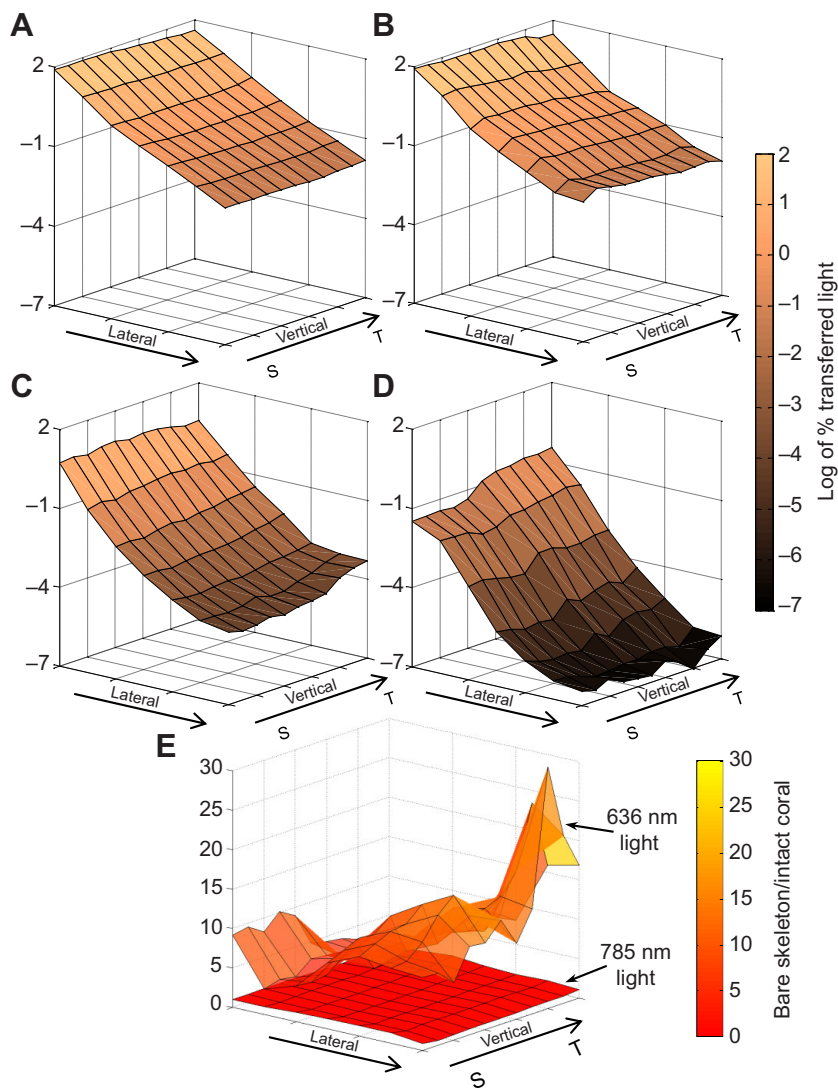 A
B
2
–1
–4
–7
Lateral
Vertical
S
T
2
–1
–4
–7
Lateral
Vertical
S
T
2
1
0
–1
–2
–3
–4
–5
–6
–7
Log of % transferred light
C
D
2
–1
–4
–7
Lateral
Vertical
S
T
2
–1
–4
–7
Lateral
Vertical
S
T
E
30
25
20
15
10
5
0
Lateral
Vertical
S
T
636 nm
light
785 nm
light
30
25
20
15
10
5
0
Bare skeleton/intact coral